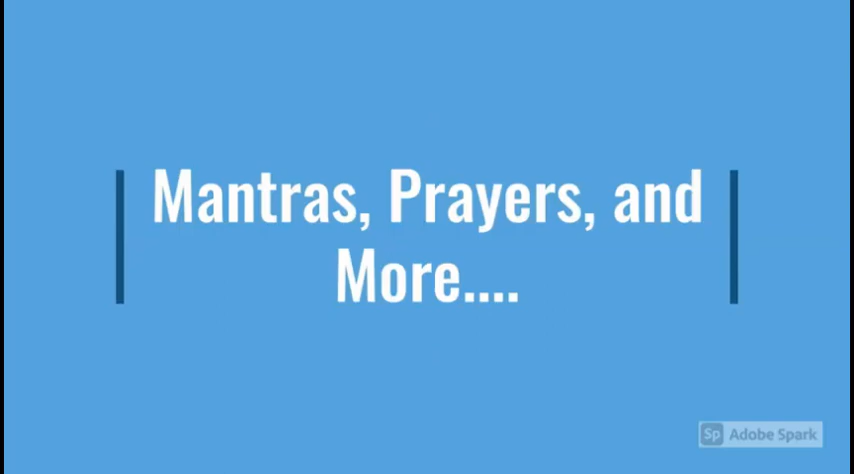 Mantras, Prayers, and
More....
Sp Adobe Spark